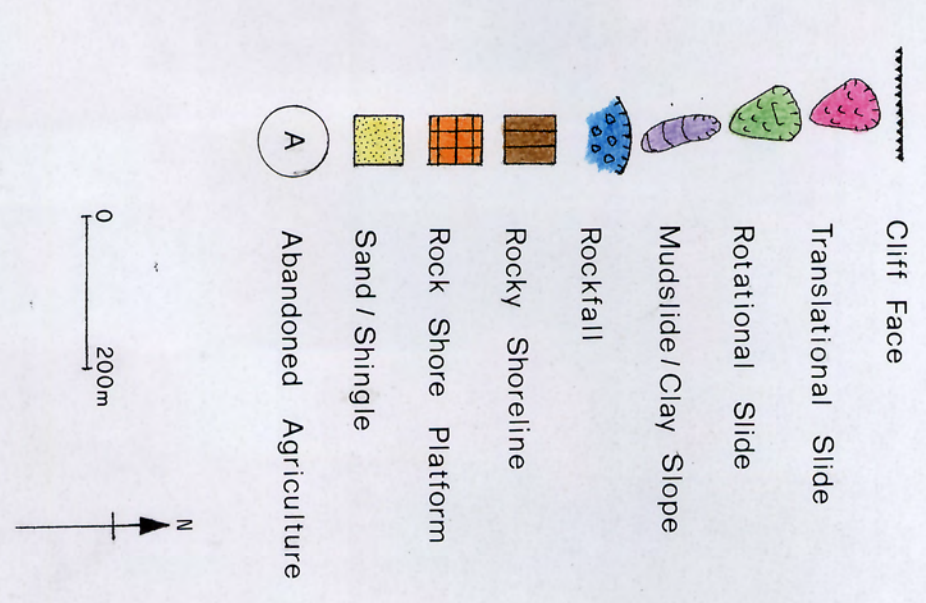 Cliff Face
Translational Slide
Rotational Slide
Mudslide/Clay Slope
Rockfall
Rocky Shoreline
Rock Shore Platform
Sand/Shingle
A Abandoned Agriculture
0 200m
N